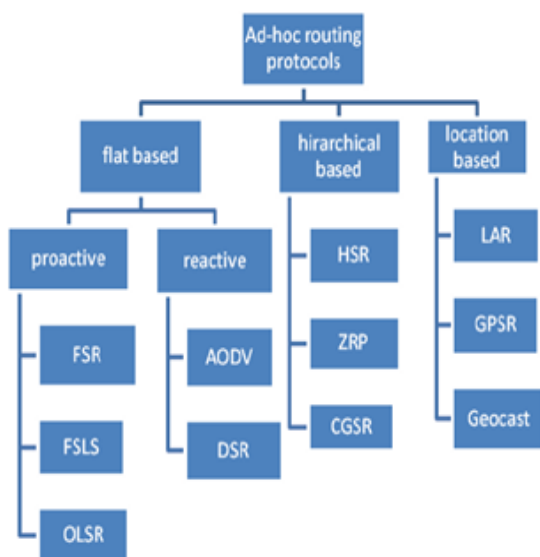 Ad-hoc routing
protocols
flat based
hirarchical
based
location
based
proactive
reactive
FSR
FSLS
OLSR
AODV
DSR
HSR
ZRP
CGSR
LAR
GPSR
Geocast